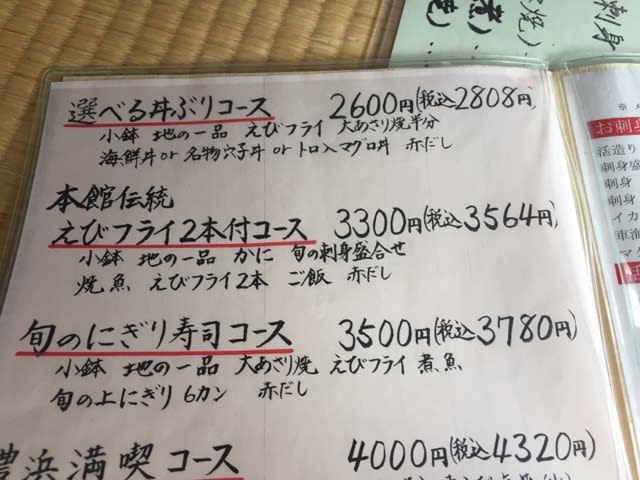 選べる丼ぶりコース 2600円(税込2808円)
小鉢 地の一品 えびフライ 大あさり焼半分
海鮮丼or名物穴子丼orトロ入マグロ丼 赤だし
本館伝統
えびフライ2本付コース 3300円(税込3564円)
小鉢 地の一品 かに 旬の刺身盛合せ
焼魚 えびフライ2本 ご飯 赤だし
旬のにぎり寿司コース 3500円(税込3780円)
小鉢 地の一品 大あさり焼 えびフライ 煮魚
旬の上にぎり6カン 赤だし
豊浜満喫コース 4000円(税込4320円)
刺身
お刺身
活造り
刺身盛
刺身
イカ
車海
マグ